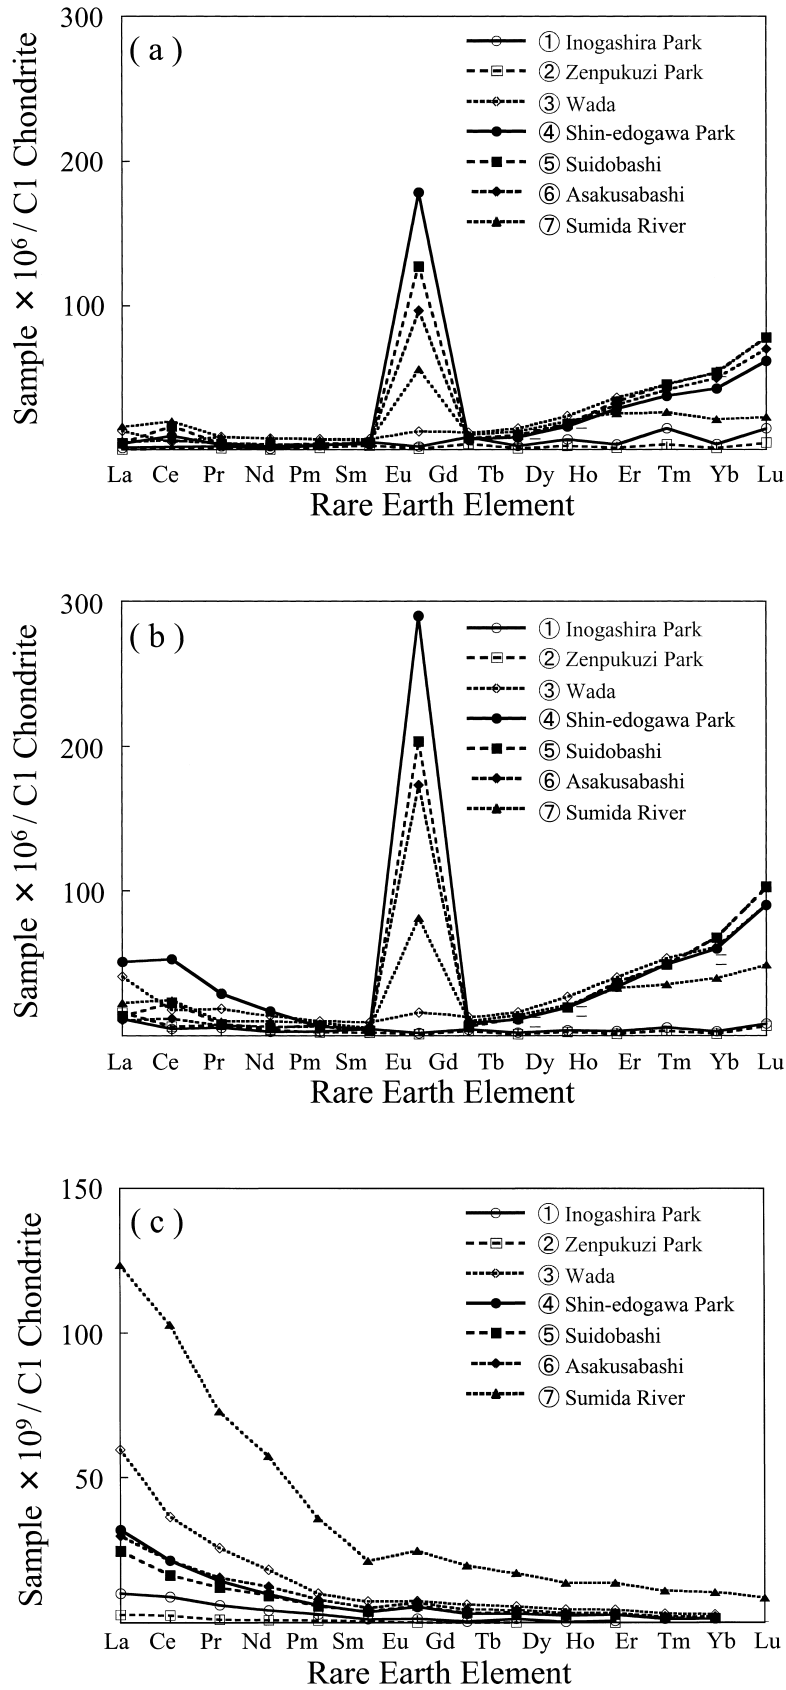 300
( a )
① Inogashira Park
② Zenpukuzi Park
③ Wada
④ Shin-edogawa Park
⑤ Suidobashi
⑥ Asakusabashi
⑦ Sumida River
200
100
Sample × 10⁶ / C1 Chondrite
La Ce Pr Nd Pm Sm Eu Gd Tb Dy Ho Er Tm Yb Lu
Rare Earth Element
300
( b )
① Inogashira Park
② Zenpukuzi Park
③ Wada
④ Shin-edogawa Park
⑤ Suidobashi
⑥ Asakusabashi
⑦ Sumida River
200
100
Sample × 10⁶ / C1 Chondrite
La Ce Pr Nd Pm Sm Eu Gd Tb Dy Ho Er Tm Yb Lu
Rare Earth Element
150
( c )
① Inogashira Park
② Zenpukuzi Park
③ Wada
④ Shin-edogawa Park
⑤ Suidobashi
⑥ Asakusabashi
⑦ Sumida River
100
50
Sample × 10⁹ / C1 Chondrite
La Ce Pr Nd Pm Sm Eu Gd Tb Dy Ho Er Tm Yb Lu
Rare Earth Element